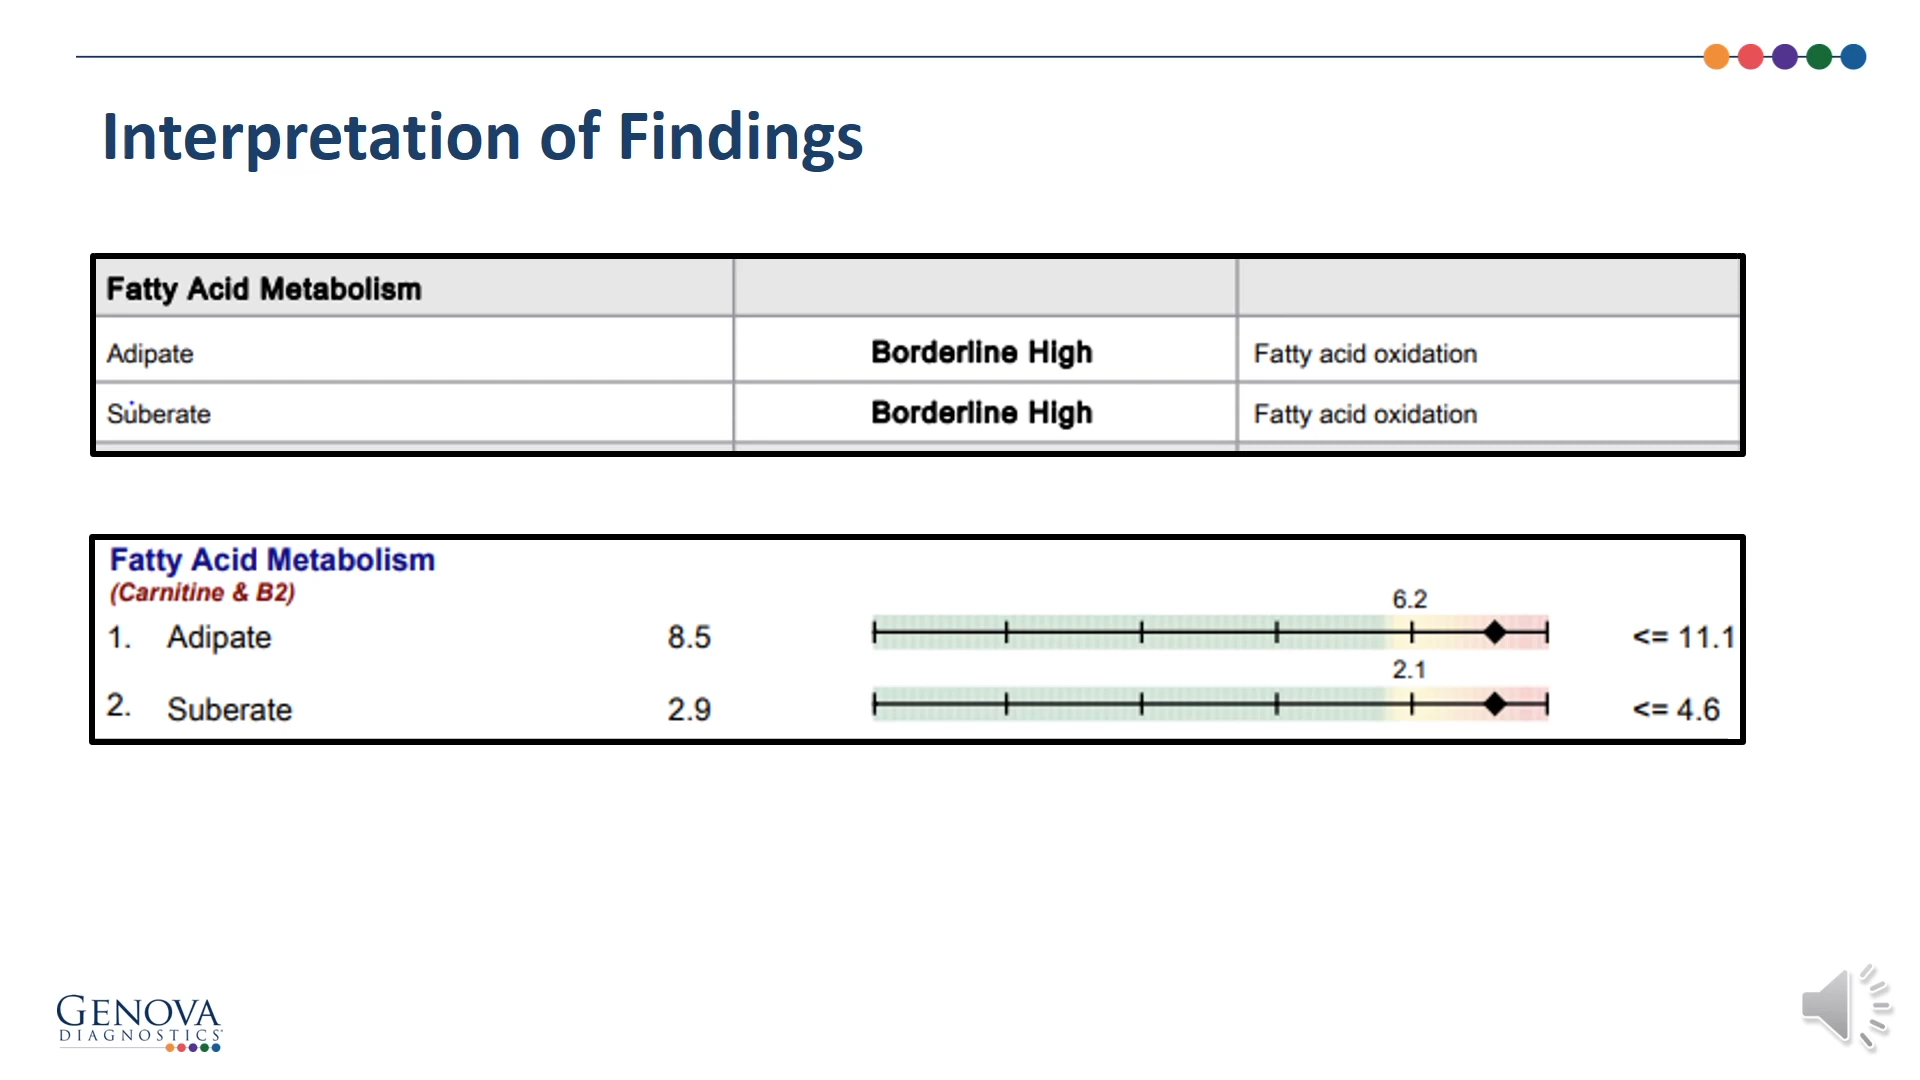 Interpretation of Findings
Fatty Acid Metabolism
Adipate Borderline High Fatty acid oxidation
Suberate Borderline High Fatty acid oxidation
Fatty Acid Metabolism
(Carnitine & B2)
6.2
1. Adipate 8.5 <= 11.1
2.1
2. Suberate 2.9 <= 4.6
GENOVA
DIAGNOSTICS